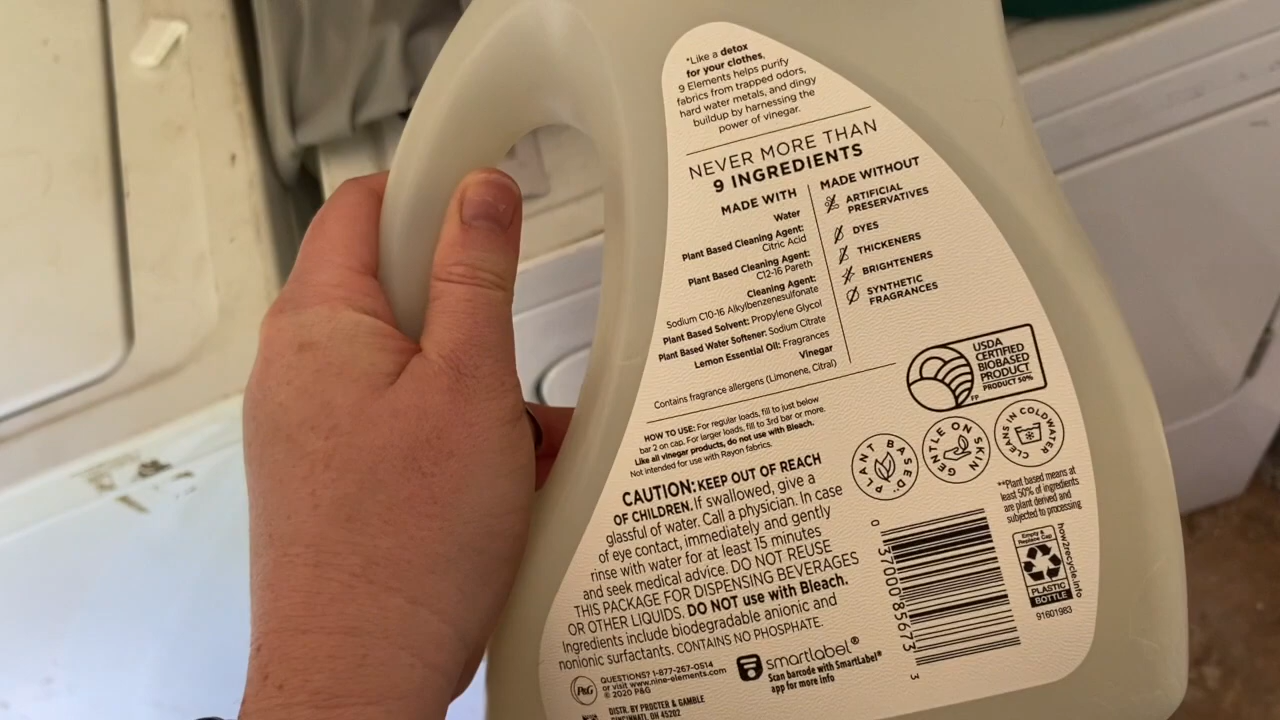 *Like a detox
for your clothes,
9 Elements helps purify
fabrics from trapped odors,
hard water metals, and dingy
buildup by harnessing the
power of vinegar.
NEVER MORE THAN
9 INGREDIENTS
MADE WITH
Water
Plant Based Cleaning Agent:
Citric Acid
Plant Based Cleaning Agent:
C12-16 Pareth
Cleaning Agent:
Sodium C10-16 Alkylbenzenesulfonate
Plant Based Solvent: Propylene Glycol
Plant Based Water Softener: Sodium Citrate
Lemon Essential Oil: Fragrances
Vinegar
Contains fragrance allergens (Limonene, Citral)
MADE WITHOUT
ARTIFICIAL
PRESERVATIVES
DYES
THICKENERS
BRIGHTENERS
SYNTHETIC
FRAGRANCES
USDA
CERTIFIED
BIOBASED
PRODUCT
PRODUCT 50%
FP
HOW TO USE: For regular loads, fill to just below
bar 2 on cap. For larger loads, fill to 3rd bar or more.
Like all vinegar products, do not use with Bleach.
Not intended for use with Rayon fabrics.
PLANT BASED**
GENTLE ON SKIN
CLEANS IN COLDWATER
**Plant based means at
least 50% of ingredients
are plant derived and
subjected to processing
CAUTION: KEEP OUT OF REACH
OF CHILDREN. If swallowed, give a
glassful of water. Call a physician. In case
of eye contact, immediately and gently
rinse with water for at least 15 minutes
and seek medical advice. DO NOT REUSE
THIS PACKAGE FOR DISPENSING BEVERAGES
OR OTHER LIQUIDS. DO NOT use with Bleach.
Ingredients include biodegradable anionic and
nonionic surfactants. CONTAINS NO PHOSPHATE.
0 37000 85673 3
Empty &
Replace Cap
PLASTIC
BOTTLE
how2recycle.info
91601983
P&G
QUESTIONS? 1-877-267-0514
or visit www.nine-elements.com
© 2020 P&G
smartlabel®
Scan barcode with SmartLabel®
app for more info
DISTR. BY PROCTER & GAMBLE
CINCINNATI, OH 45202